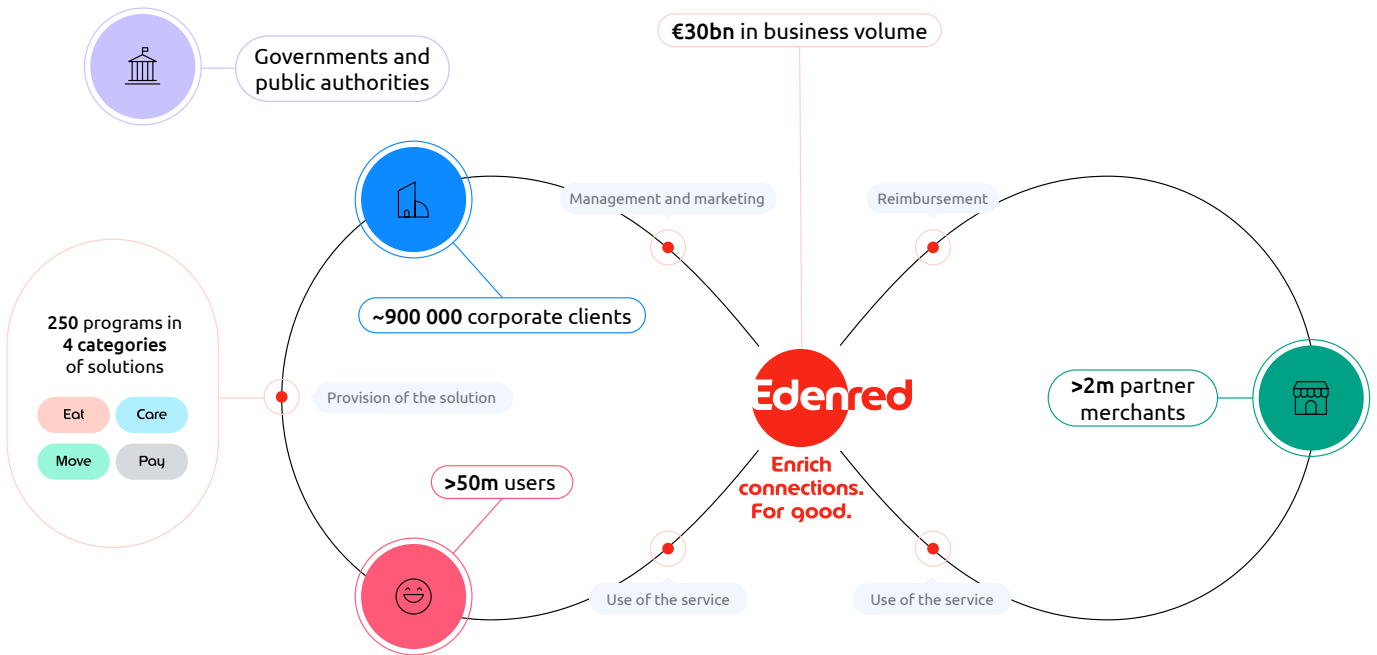 €30bn in business volume
Governments and
public authorities
Management and marketing
Reimbursement
~900 000 corporate clients
250 programs in
4 categories
of solutions
Eat
Care
Move
Pay
Provision of the solution
Edenred
Enrich
connections.
For good.
>2m partner
merchants
>50m users
Use of the service
Use of the service